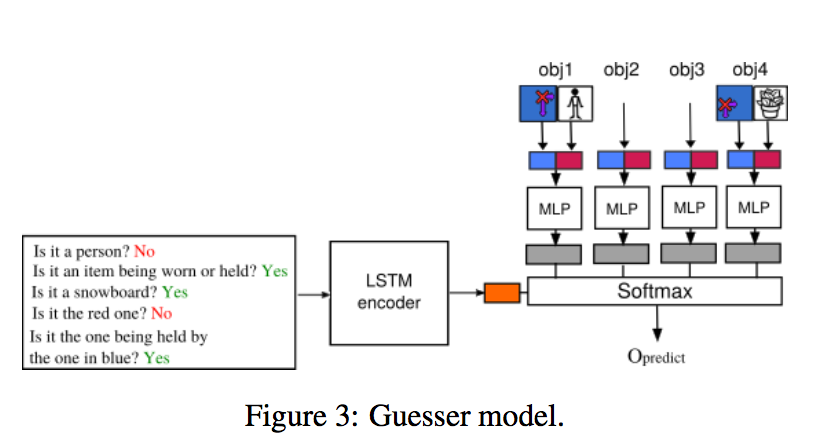 obj1 obj2 obj3 obj4
MLP MLP MLP MLP
Is it a person? No
Is it an item being worn or held? Yes
Is it a snowboard? Yes
Is it the red one? No
Is it the one being held by
the one in blue? Yes
LSTM
encoder
Softmax
Opredict
Figure 3: Guesser model.